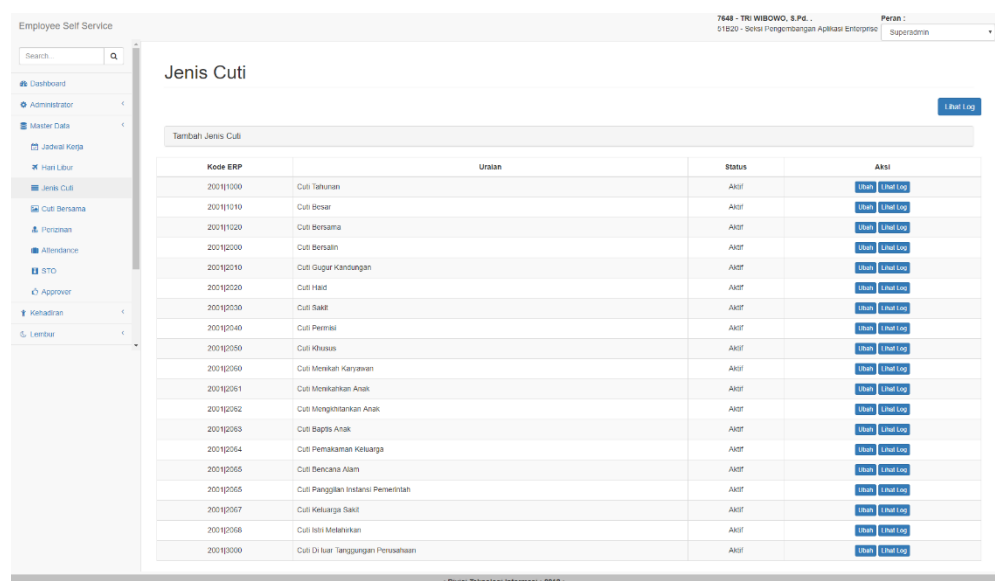 Employee Self Service
7648 - TRI WIBOWO, S.Pd. .
51B20 - Seksi Pengembangan Aplikasi Enterprise
Peran :
Superadmin
Search...
Dashboard
Administrator
Master Data
Jadwal Kerja
Hari Libur
Jenis Cuti
Cuti Bersama
Perizinan
Attendance
STO
Approver
Kehadiran
Lembur
Jenis Cuti
Lihat Log
Tambah Jenis Cuti
Kode ERP Uraian Status Aksi
2001|1000 Cuti Tahunan Aktif Ubah Lihat Log
2001|1010 Cuti Besar Aktif Ubah Lihat Log
2001|1020 Cuti Bersama Aktif Ubah Lihat Log
2001|2000 Cuti Bersalin Aktif Ubah Lihat Log
2001|2010 Cuti Gugur Kandungan Aktif Ubah Lihat Log
2001|2020 Cuti Haid Aktif Ubah Lihat Log
2001|2030 Cuti Sakit Aktif Ubah Lihat Log
2001|2040 Cuti Permisi Aktif Ubah Lihat Log
2001|2050 Cuti Khusus Aktif Ubah Lihat Log
2001|2060 Cuti Menikah Karyawan Aktif Ubah Lihat Log
2001|2061 Cuti Menikahkan Anak Aktif Ubah Lihat Log
2001|2062 Cuti Mengkhitankan Anak Aktif Ubah Lihat Log
2001|2063 Cuti Baptis Anak Aktif Ubah Lihat Log
2001|2064 Cuti Pemakaman Keluarga Aktif Ubah Lihat Log
2001|2065 Cuti Bencana Alam Aktif Ubah Lihat Log
Cuti Panggilan Instansi Pemerintah Aktif Ubah Lihat Log
2001|2067 Cuti Keluarga Sakit Aktif Ubah Lihat Log
2001|2068 Cuti Istri Melahirkan Aktif Ubah Lihat Log
2001|3000 Cuti Di luar Tanggungan Perusahaan Aktif Ubah Lihat Log